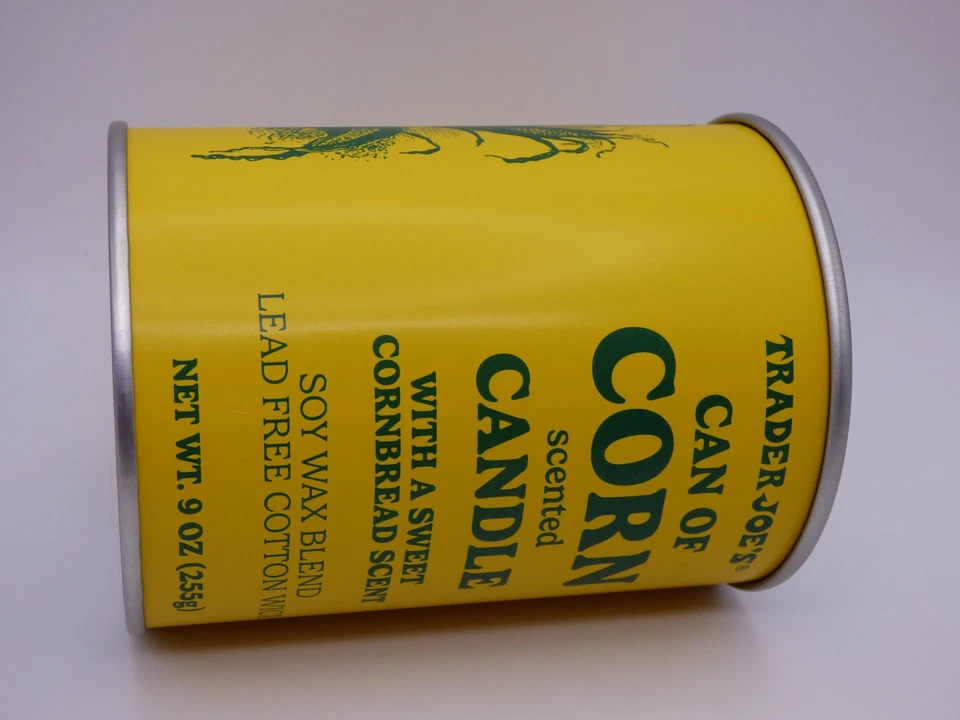 TRADER JOE'S®
CAN OF
CORN
scented
CANDLE
WITH A SWEET
CORNBREAD SCENT
SOY WAX BLEND
LEAD FREE COTTON WIC
NET WT. 9 OZ (255g)